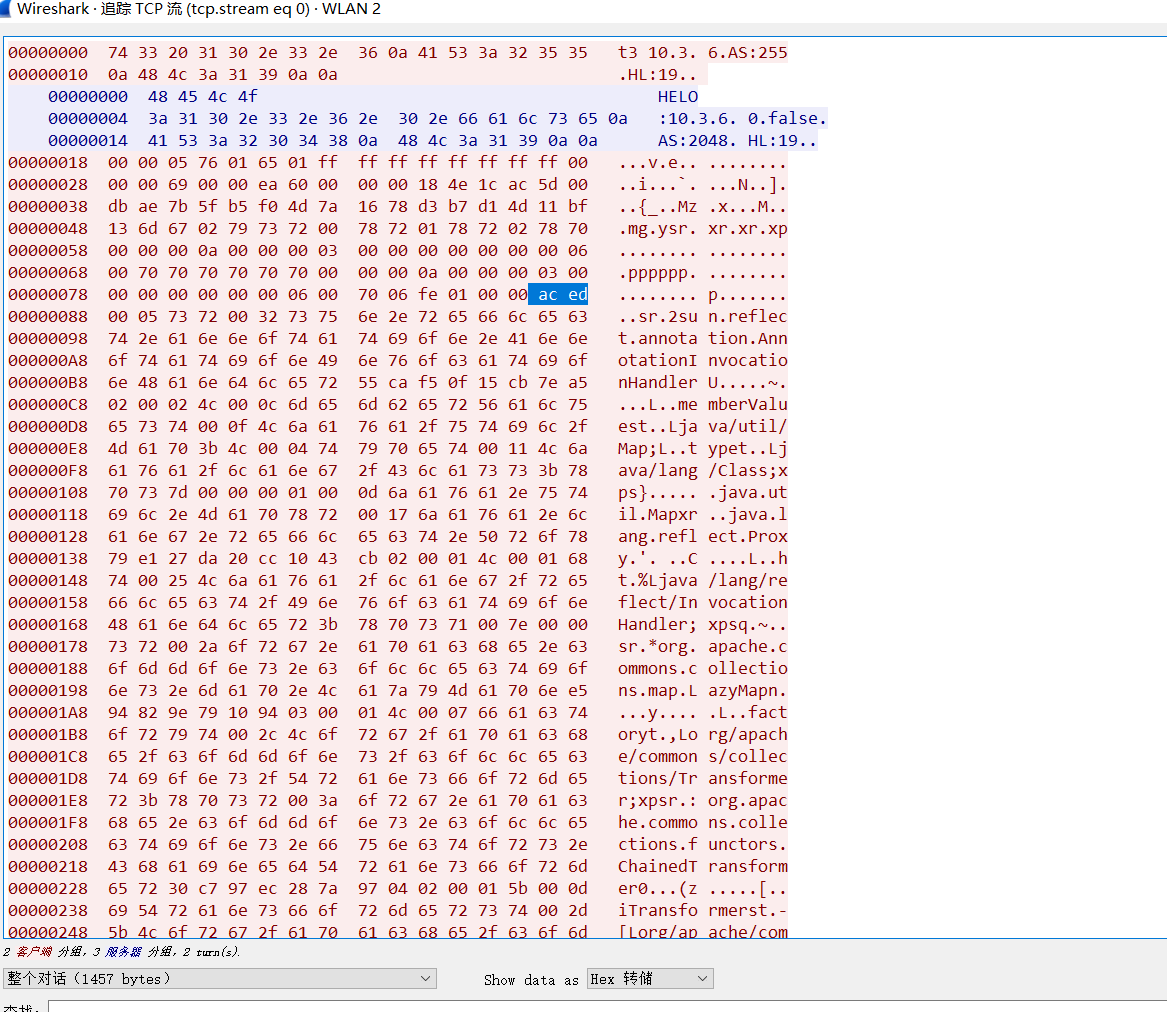 Wireshark · 追踪 TCP 流 (tcp.stream eq 0) · WLAN 2
00000000 74 33 20 31 30 2e 33 2e 36 0a 41 53 3a 32 35 35 t3 10.3. 6.AS:255
00000010 0a 48 4c 3a 31 39 0a 0a .HL:19..
00000000 48 45 4c 4f HELO
00000004 3a 31 30 2e 33 2e 36 2e 30 2e 66 61 6c 73 65 0a :10.3.6. 0.false.
00000014 41 53 3a 32 30 34 38 0a 48 4c 3a 31 39 0a 0a AS:2048. HL:19..
00000018 00 00 05 76 01 65 01 ff ff ff ff ff ff ff ff 00 ...v.e.. ........
00000028 00 00 69 00 00 ea 60 00 00 00 18 4e 1c ac 5d 00 ..i...`. ...N..].
00000038 db ae 7b 5f b5 f0 4d 7a 16 78 d3 b7 d1 4d 11 bf ..{_..Mz .x...M..
00000048 13 6d 67 02 79 73 72 00 78 72 01 78 72 02 78 70 .mg.ysr. xr.xr.xp
00000058 00 00 00 0a 00 00 00 03 00 00 00 00 00 00 00 06 ........ ........
00000068 00 70 70 70 70 70 70 00 00 00 0a 00 00 00 03 00 .pppppp. ........
00000078 00 00 00 00 00 00 06 00 70 06 fe 01 00 00 ac ed ........ p.......
00000088 00 05 73 72 00 32 73 75 6e 2e 72 65 66 6c 65 63 ..sr.2su n.reflec
00000098 74 2e 61 6e 6e 6f 74 61 74 69 6f 6e 2e 41 6e 6e t.annota tion.Ann
000000A8 6f 74 61 74 69 6f 6e 49 6e 76 6f 63 61 74 69 6f otationI nvocatio
000000B8 6e 48 61 6e 64 6c 65 72 55 ca f5 0f 15 cb 7e a5 nHandler U.....~.
000000C8 02 00 02 4c 00 0c 6d 65 6d 62 65 72 56 61 6c 75 ...L..me mberValu
000000D8 65 73 74 00 0f 4c 6a 61 76 61 2f 75 74 69 6c 2f est..Lja va/util/
000000E8 4d 61 70 3b 4c 00 04 74 79 70 65 74 00 11 4c 6a Map;L..t ypet..Lj
000000F8 61 76 61 2f 6c 61 6e 67 2f 43 6c 61 73 73 3b 78 ava/lang /Class;x
00000108 70 73 7d 00 00 00 01 00 0d 6a 61 76 61 2e 75 74 ps}..... .java.ut
00000118 69 6c 2e 4d 61 70 78 72 00 17 6a 61 76 61 2e 6c il.Mapxr ..java.l
00000128 61 6e 67 2e 72 65 66 6c 65 63 74 2e 50 72 6f 78 ang.refl ect.Prox
00000138 79 e1 27 da 20 cc 10 43 cb 02 00 01 4c 00 01 68 y.'. ..C ....L..h
00000148 74 00 25 4c 6a 61 76 61 2f 6c 61 6e 67 2f 72 65 t.%Ljava /lang/re
00000158 66 6c 65 63 74 2f 49 6e 76 6f 63 61 74 69 6f 6e flect/In vocation
00000168 48 61 6e 64 6c 65 72 3b 78 70 73 71 00 7e 00 00 Handler; xpsq.~..
00000178 73 72 00 2a 6f 72 67 2e 61 70 61 63 68 65 2e 63 sr.*org. apache.c
00000188 6f 6d 6d 6f 6e 73 2e 63 6f 6c 6c 65 63 74 69 6f ommons.c ollectio
00000198 6e 73 2e 6d 61 70 2e 4c 61 7a 79 4d 61 70 6e e5 ns.map.L azyMapn.
000001A8 94 82 9e 79 10 94 03 00 01 4c 00 07 66 61 63 74 ...y.... .L..fact
000001B8 6f 72 79 74 00 2c 4c 6f 72 67 2f 61 70 61 63 68 oryt.,Lo rg/apach
000001C8 65 2f 63 6f 6d 6d 6f 6e 73 2f 63 6f 6c 6c 65 63 e/common s/collec
000001D8 74 69 6f 6e 73 2f 54 72 61 6e 73 66 6f 72 6d 65 tions/Tr ansforme
000001E8 72 3b 78 70 73 72 00 3a 6f 72 67 2e 61 70 61 63 r;xpsr.: org.apac
000001F8 68 65 2e 63 6f 6d 6d 6f 6e 73 2e 63 6f 6c 6c 65 he.commo ns.colle
00000208 63 74 69 6f 6e 73 2e 66 75 6e 63 74 6f 72 73 2e ctions.f unctors.
00000218 43 68 61 69 6e 65 64 54 72 61 6e 73 66 6f 72 6d ChainedT ransform
00000228 65 72 30 c7 97 ec 28 7a 97 04 02 00 01 5b 00 0d er0...(z .....[..
00000238 69 54 72 61 6e 73 66 6f 72 6d 65 72 73 74 00 2d iTransfo rmerst.-
00000248 5b 4c 6f 72 67 2f 61 70 61 63 68 65 2f 63 6f 6d [Lorg/ap ache/com
2 客户端 分组，3 服务器 分组，2 turn(s).
整个对话（1457 bytes） Show data as Hex 转储
查找: